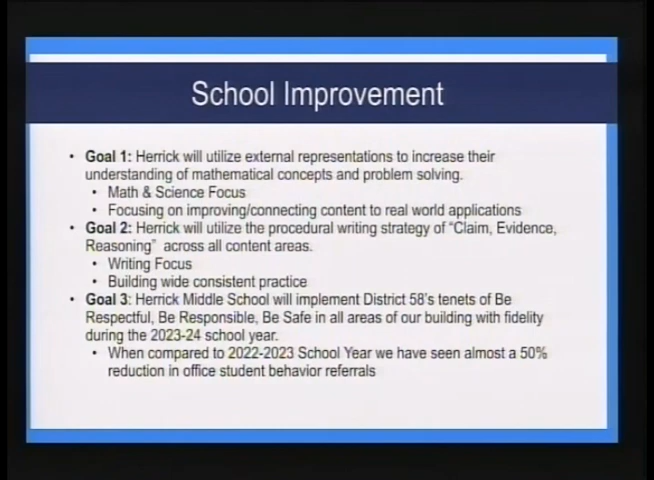 School Improvement
• Goal 1: Herrick will utilize external representations to increase their
understanding of mathematical concepts and problem solving.
• Math & Science Focus
• Focusing on improving/connecting content to real world applications
• Goal 2: Herrick will utilize the procedural writing strategy of "Claim, Evidence,
Reasoning" across all content areas.
• Writing Focus
• Building wide consistent practice
• Goal 3: Herrick Middle School will implement District 58's tenets of Be
Respectful, Be Responsible, Be Safe in all areas of our building with fidelity
during the 2023-24 school year.
• When compared to 2022-2023 School Year we have seen almost a 50%
reduction in office student behavior referrals